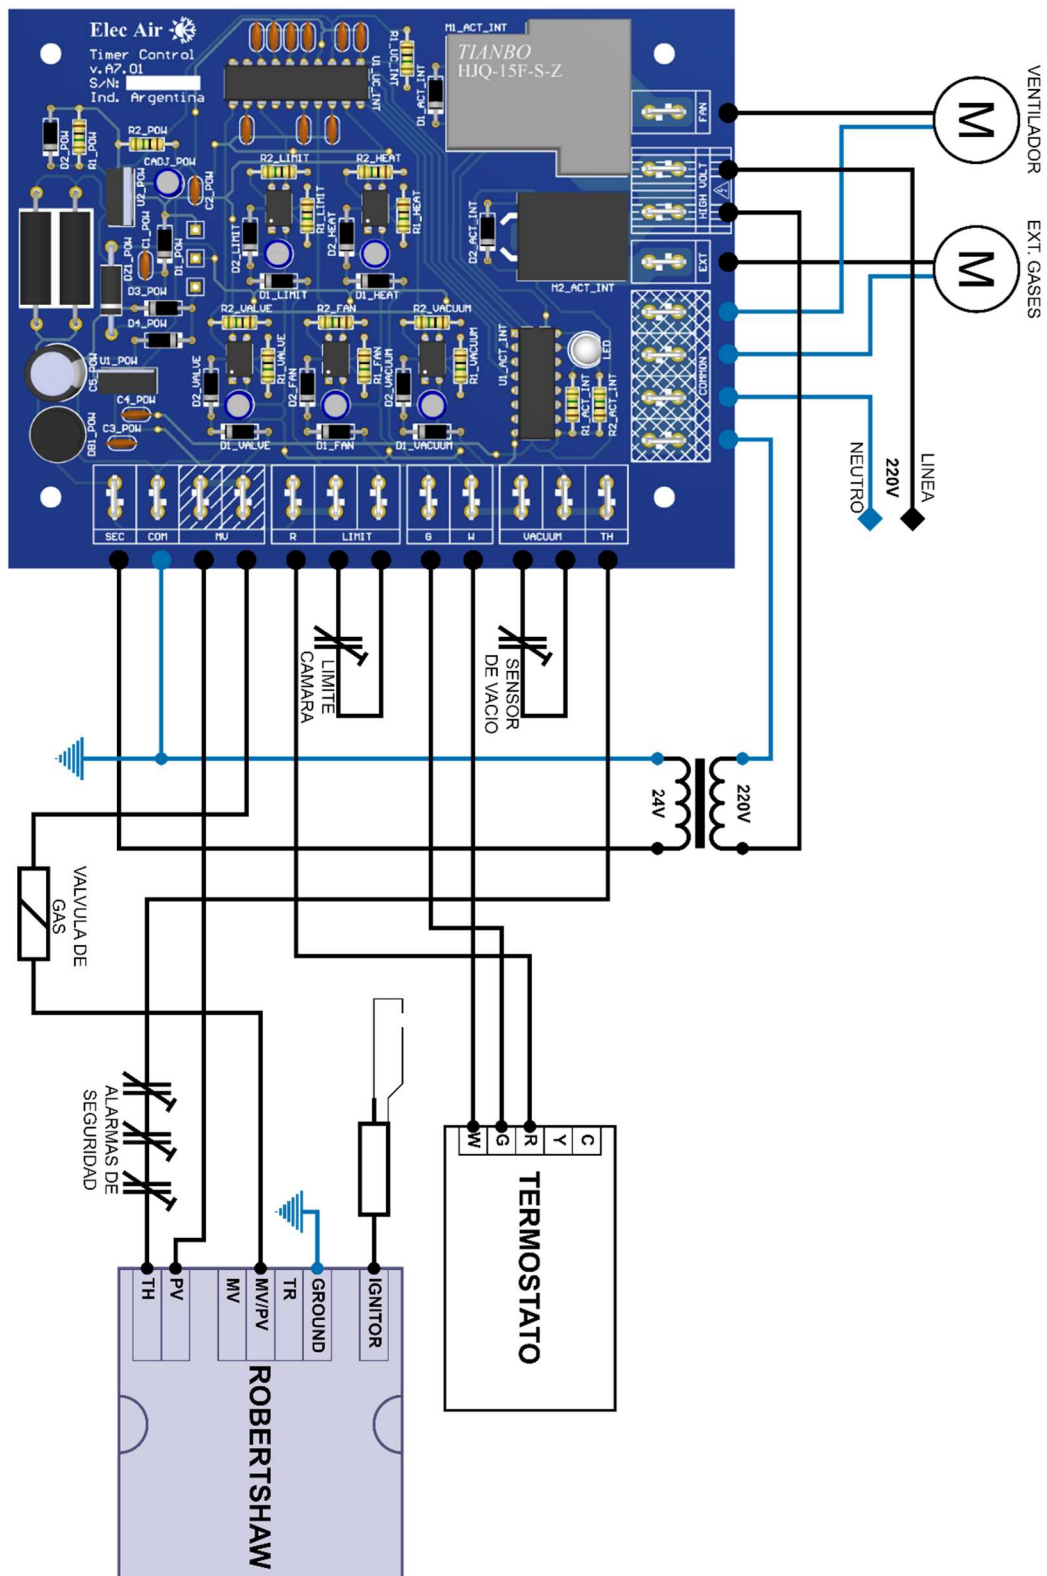 Elec Air
Timer Control
v.A7.01
S/N:
Ind. Argentina
R1_UC_INT
U1_UC_INT
D1_ACT_INT
M1_ACT_INT
TIANBO
HJQ-15F-S-Z
FAN
HIGH VOLT
EXT
COMMON
D2_POW
R1_POW
R2_POW
CADJ_POW
U2_POW
C2_POW
C1_POW
D1_POW
DZ1_POW
D3_POW
D4_POW
U1_POW
C5_POW
C4_POW
C3_POW
DB1_POW
R2_LIMIT
R1_LIMIT
D2_LIMIT
D1_LIMIT
R2_HEAT
R1_HEAT
D2_HEAT
D1_HEAT
D2_ACT_INT
M2_ACT_INT
R2_VALVE
R1_VALVE
D2_VALVE
D1_VALVE
R2_FAN
R1_FAN
D2_FAN
D1_FAN
R2_VACUUM
R1_VACUUM
D2_VACUUM
D1_VACUUM
U1_ACT_INT
LED
R1_ACT_INT
R2_ACT_INT
SEC
COM
MV
R
LIMIT
G
W
VACUUM
TH
VENTILADOR
M
EXT. GASES
M
LINEA
220V
NEUTRO
LIMITE
CAMARA
SENSOR
DE VACIO
220V
24V
VALVULA DE
GAS
ALARMAS DE
SEGURIDAD
C
Y
R
G
W
TERMOSTATO
IGNITOR
GROUND
TR
MV/PV
MV
PV
TH
ROBERTSHAW